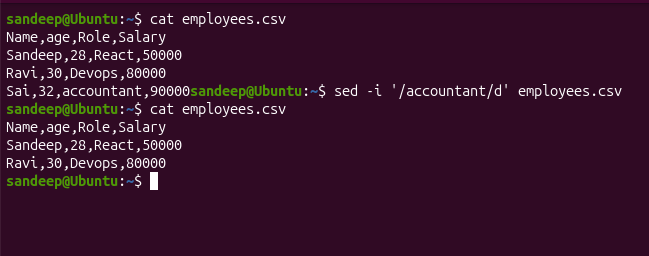 sandeep@Ubuntu:~$ cat employees.csv
Name,age,Role,Salary
Sandeep,28,React,50000
Ravi,30,Devops,80000
Sai,32,accountant,90000sandeep@Ubuntu:~$ sed -i '/accountant/d' employees.csv
sandeep@Ubuntu:~$ cat employees.csv
Name,age,Role,Salary
Sandeep,28,React,50000
Ravi,30,Devops,80000
sandeep@Ubuntu:~$